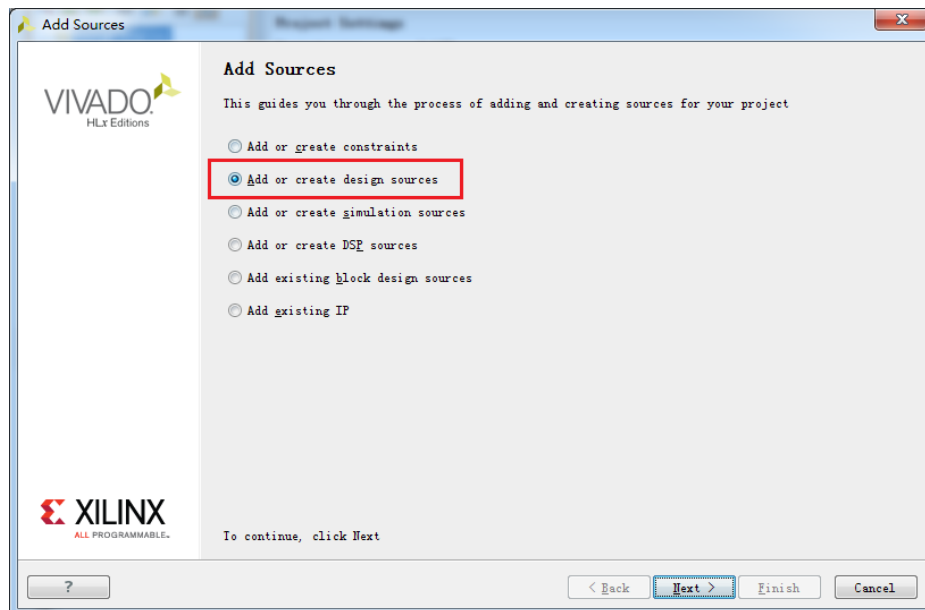 Add Sources
VIVADO.
HLx Editions
Add Sources
This guides you through the process of adding and creating sources for your project
Add or create constraints
Add or create design sources
Add or create simulation sources
Add or create DSP sources
Add existing block design sources
Add existing IP
XILINX
ALL PROGRAMMABLE.
To continue, click Next
?
< Back
Next >
Finish
Cancel